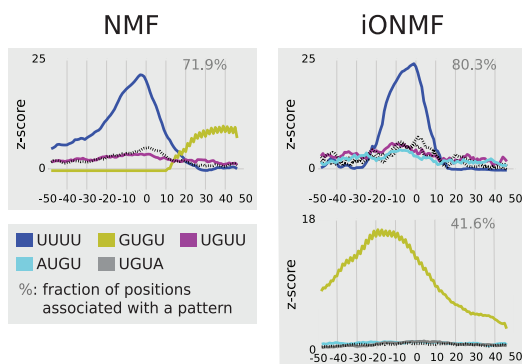 NMF
25
71.9%
z-score
0
-50 -40 -30 -20 -10 0 10 20 30 40 50
UUUU GUGU UGUU
AUGU UGUA
%: fraction of positions
associated with a pattern
iONMF
25
80.3%
z-score
0
-50 -40 -30 -20 -10 0 10 20 30 40 50
18
41.6%
z-score
0
-50 -40 -30 -20 -10 0 10 20 30 40 50